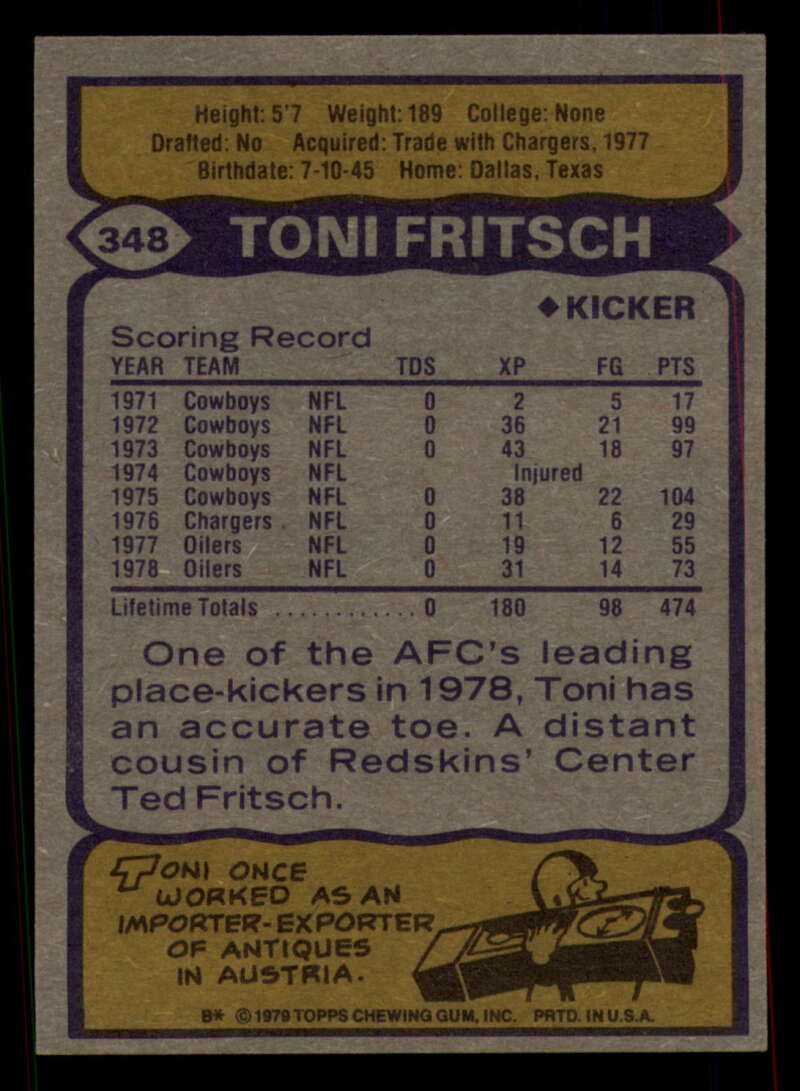 Height: 5'7 Weight: 189 College: None
Drafted: No Acquired: Trade with Chargers, 1977
Birthdate: 7-10-45 Home: Dallas, Texas
348 TONI FRITSCH
◆ KICKER
Scoring Record
YEAR TEAM TDS XP FG PTS
1971 Cowboys NFL 0 2 5 17
1972 Cowboys NFL 0 36 21 99
1973 Cowboys NFL 0 43 18 97
1974 Cowboys NFL Injured
1975 Cowboys NFL 0 38 22 104
1976 Chargers NFL 0 11 6 29
1977 Oilers NFL 0 19 12 55
1978 Oilers NFL 0 31 14 73
Lifetime Totals ............ 0 180 98 474
One of the AFC's leading
place-kickers in 1978, Toni has
an accurate toe. A distant
cousin of Redskins' Center
Ted Fritsch.
TONI ONCE
WORKED AS AN
IMPORTER-EXPORTER
OF ANTIQUES
IN AUSTRIA.
B* © 1979 TOPPS CHEWING GUM, INC. PRTD. IN U.S.A.